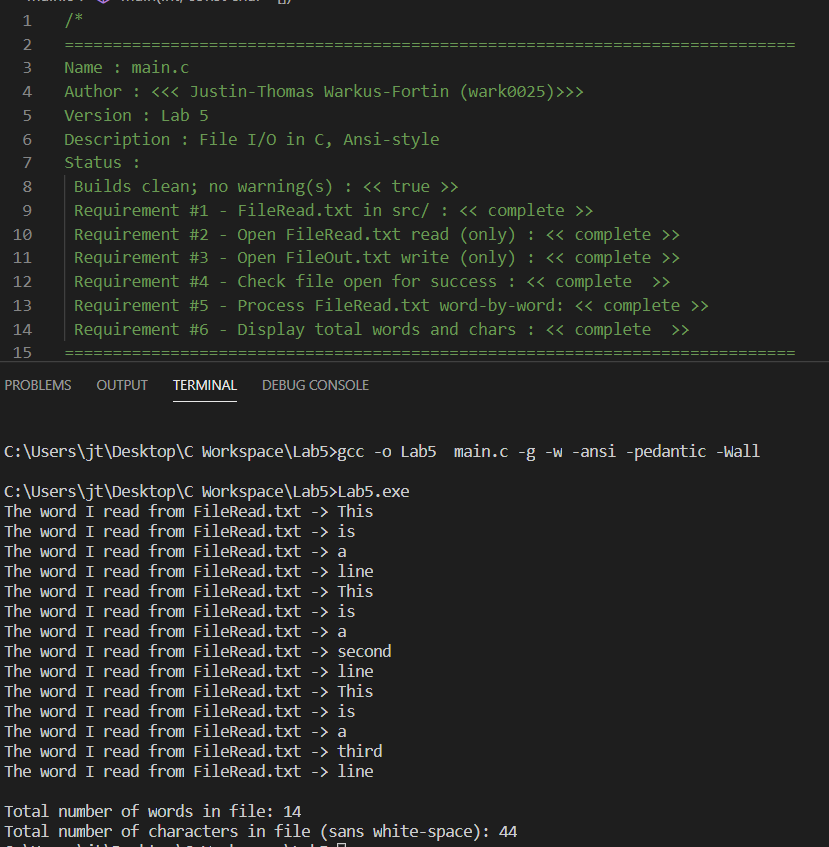 1 /*
2 ============================================================================
3 Name : main.c
4 Author : <<< Justin-Thomas Warkus-Fortin (wark0025)>>>
5 Version : Lab 5
6 Description : File I/O in C, Ansi-style
7 Status :
8 Builds clean; no warning(s) : << true >>
9 Requirement #1 - FileRead.txt in src/ : << complete >>
10 Requirement #2 - Open FileRead.txt read (only) : << complete >>
11 Requirement #3 - Open FileOut.txt write (only) : << complete >>
12 Requirement #4 - Check file open for success : << complete  >>
13 Requirement #5 - Process FileRead.txt word-by-word: << complete >>
14 Requirement #6 - Display total words and chars : << complete  >>
15 ============================================================================
PROBLEMS OUTPUT TERMINAL DEBUG CONSOLE
C:\Users\jt\Desktop\C Workspace\Lab5>gcc -o Lab5  main.c -g -w -ansi -pedantic -Wall
C:\Users\jt\Desktop\C Workspace\Lab5>Lab5.exe
The word I read from FileRead.txt -> This
The word I read from FileRead.txt -> is
The word I read from FileRead.txt -> a
The word I read from FileRead.txt -> line
The word I read from FileRead.txt -> This
The word I read from FileRead.txt -> is
The word I read from FileRead.txt -> a
The word I read from FileRead.txt -> second
The word I read from FileRead.txt -> line
The word I read from FileRead.txt -> This
The word I read from FileRead.txt -> is
The word I read from FileRead.txt -> a
The word I read from FileRead.txt -> third
The word I read from FileRead.txt -> line
Total number of words in file: 14
Total number of characters in file (sans white-space): 44